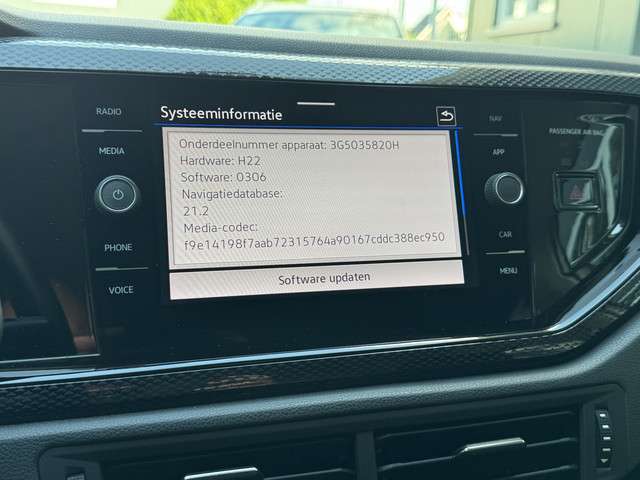 RADIO
MEDIA
PHONE
VOICE
Systeeminformatie
Onderdeelnummer apparaat: 3G5035820H
Hardware: H22
Software: 0306
Navigatiedatabase:
21.2
Media-codec:
f9e14198f7aab72315764a90167cddc388ec950
Software updaten
NAV
APP
CAR
MENU
PASSENGER AIR BAG